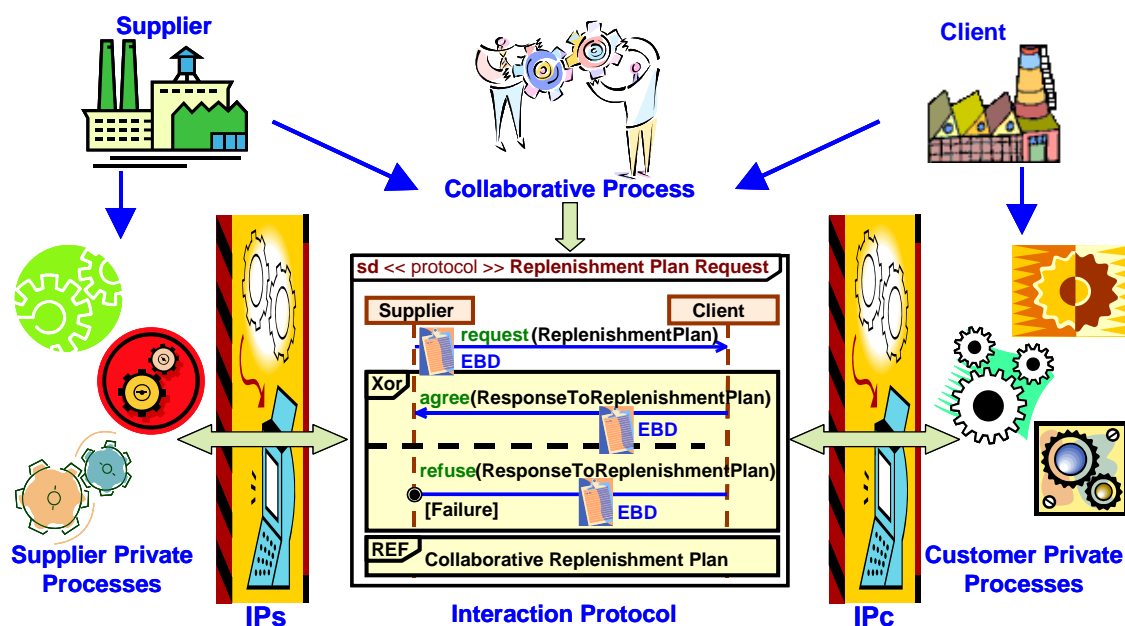 Supplier
Client
Collaborative Process
sd << protocol >> Replenishment Plan Request
Supplier
Client
request(ReplenishmentPlan)
EBD
Xor
agree(ResponseToReplenishmentPlan)
EBD
refuse(ResponseToReplenishmentPlan)
[Failure]
EBD
REF
Collaborative Replenishment Plan
Supplier Private
Processes
Customer Private
Processes
IPs
Interaction Protocol
IPc